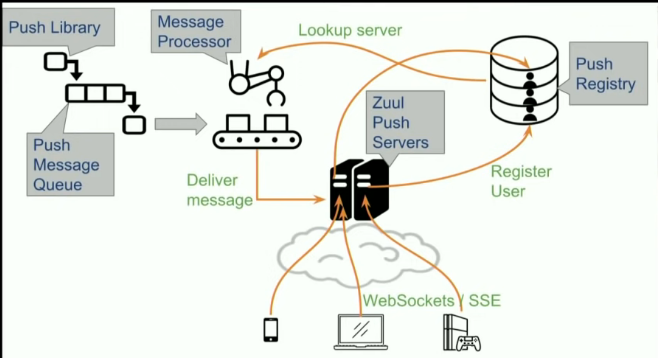 Push Library
Message
Processor
Lookup server
Push
Registry
Zuul
Push
Servers
Push
Message
Queue
Deliver
message
Register
User
WebSockets / SSE